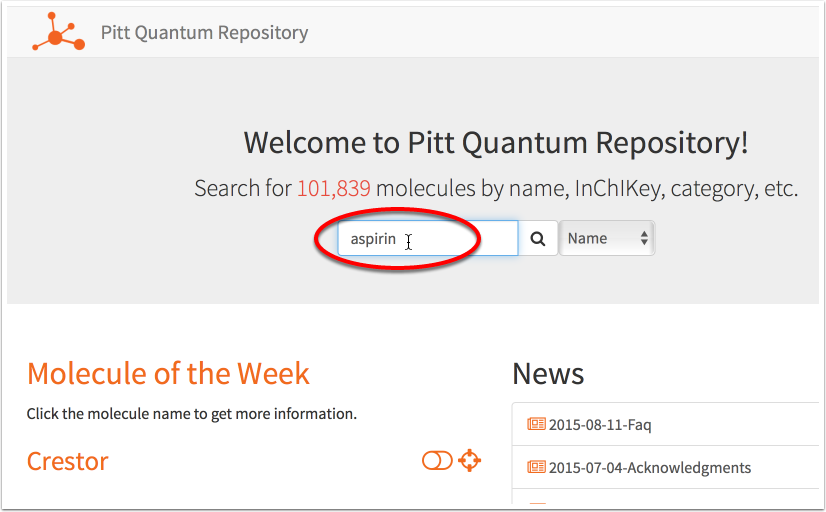 Pitt Quantum Repository
Welcome to Pitt Quantum Repository!
Search for 101,839 molecules by name, InChIKey, category, etc.
aspirin
Name
Molecule of the Week
Click the molecule name to get more information.
Crestor
News
2015-08-11-Faq
2015-07-04-Acknowledgments